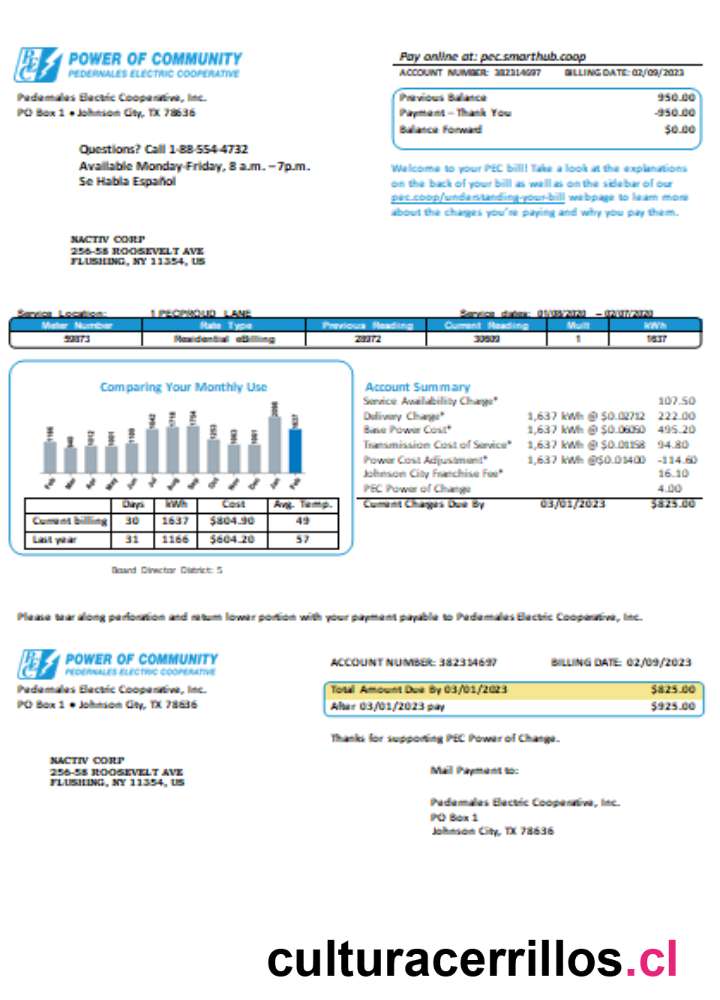 POWER OF COMMUNITY
PEDERNALES ELECTRIC COOPERATIVE
Pedernales Electric Cooperative, Inc.
PO Box 1 • Johnson City, TX 78636
Questions? Call 1-88-554-4732
Available Monday-Friday, 8 a.m. – 7p.m.
Se Habla Español
NACTIV CORP
256-58 ROOSEVELT AVE
FLUSHING, NY 11354, US
Pay online at: pec.smarthub.coop
ACCOUNT NUMBER: 382314697 BILLING DATE: 02/09/2023
Previous Balance 950.00
Payment – Thank You -950.00
Balance Forward $0.00
Welcome to your PEC bill! Take a look at the explanations
on the back of your bill as well as on the sidebar of our
pec.coop/understanding-your-bill webpage to learn more
about the charges you're paying and why you pay them.
Service Location: 1 PECPROUD LANE Service dates: 01/08/2020 – 02/07/2020
Meter Number Rate Type Previous Reading Current Reading Mult kWh
59873 Residential eBilling 28972 30609 1 1637
Comparing Your Monthly Use
1166 948 1012 1001 1109 1642 1718 1754 1253 1063 1061 2098 1637
Feb Mar Apr May Jun Jul Aug Sep Oct Nov Dec Jan Feb
Days kWh Cost Avg. Temp.
Current billing 30 1637 $804.90 49
Last year 31 1166 $604.20 57
Board Director District: 5
Account Summary
Service Availability Charge* 107.50
Delivery Charge* 1,637 kWh @ $0.02712 222.00
Base Power Cost* 1,637 kWh @ $0.06050 495.20
Transmission Cost of Service* 1,637 kWh @ $0.01158 94.80
Power Cost Adjustment* 1,637 kWh @$0.01400 -114.60
Johnson City Franchise Fee* 16.10
PEC Power of Change 4.00
Current Charges Due By 03/01/2023 $825.00
Please tear along perforation and return lower portion with your payment payable to Pedernales Electric Cooperative, Inc.
POWER OF COMMUNITY
PEDERNALES ELECTRIC COOPERATIVE
Pedernales Electric Cooperative, Inc.
PO Box 1 • Johnson City, TX 78636
NACTIV CORP
256-58 ROOSEVELT AVE
FLUSHING, NY 11354, US
ACCOUNT NUMBER: 382314697 BILLING DATE: 02/09/2023
Total Amount Due By 03/01/2023 $825.00
After 03/01/2023 pay $925.00
Thanks for supporting PEC Power of Change.
Mail Payment to:
Pedernales Electric Cooperative, Inc.
PO Box 1
Johnson City, TX 78636
culturacerrillos.cl